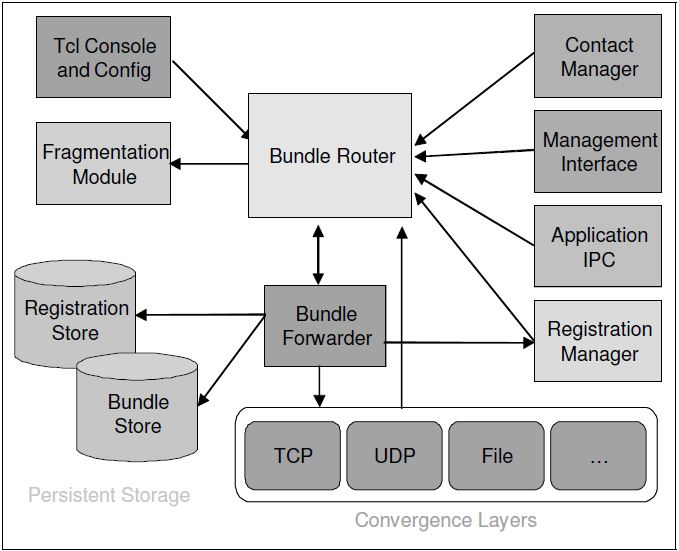 Tcl Console
and Config
Contact
Manager
Fragmentation
Module
Bundle Router
Management
Interface
Application
IPC
Registration
Store
Bundle
Forwarder
Registration
Manager
Bundle
Store
TCP
UDP
File
...
Persistent Storage
Convergence Layers